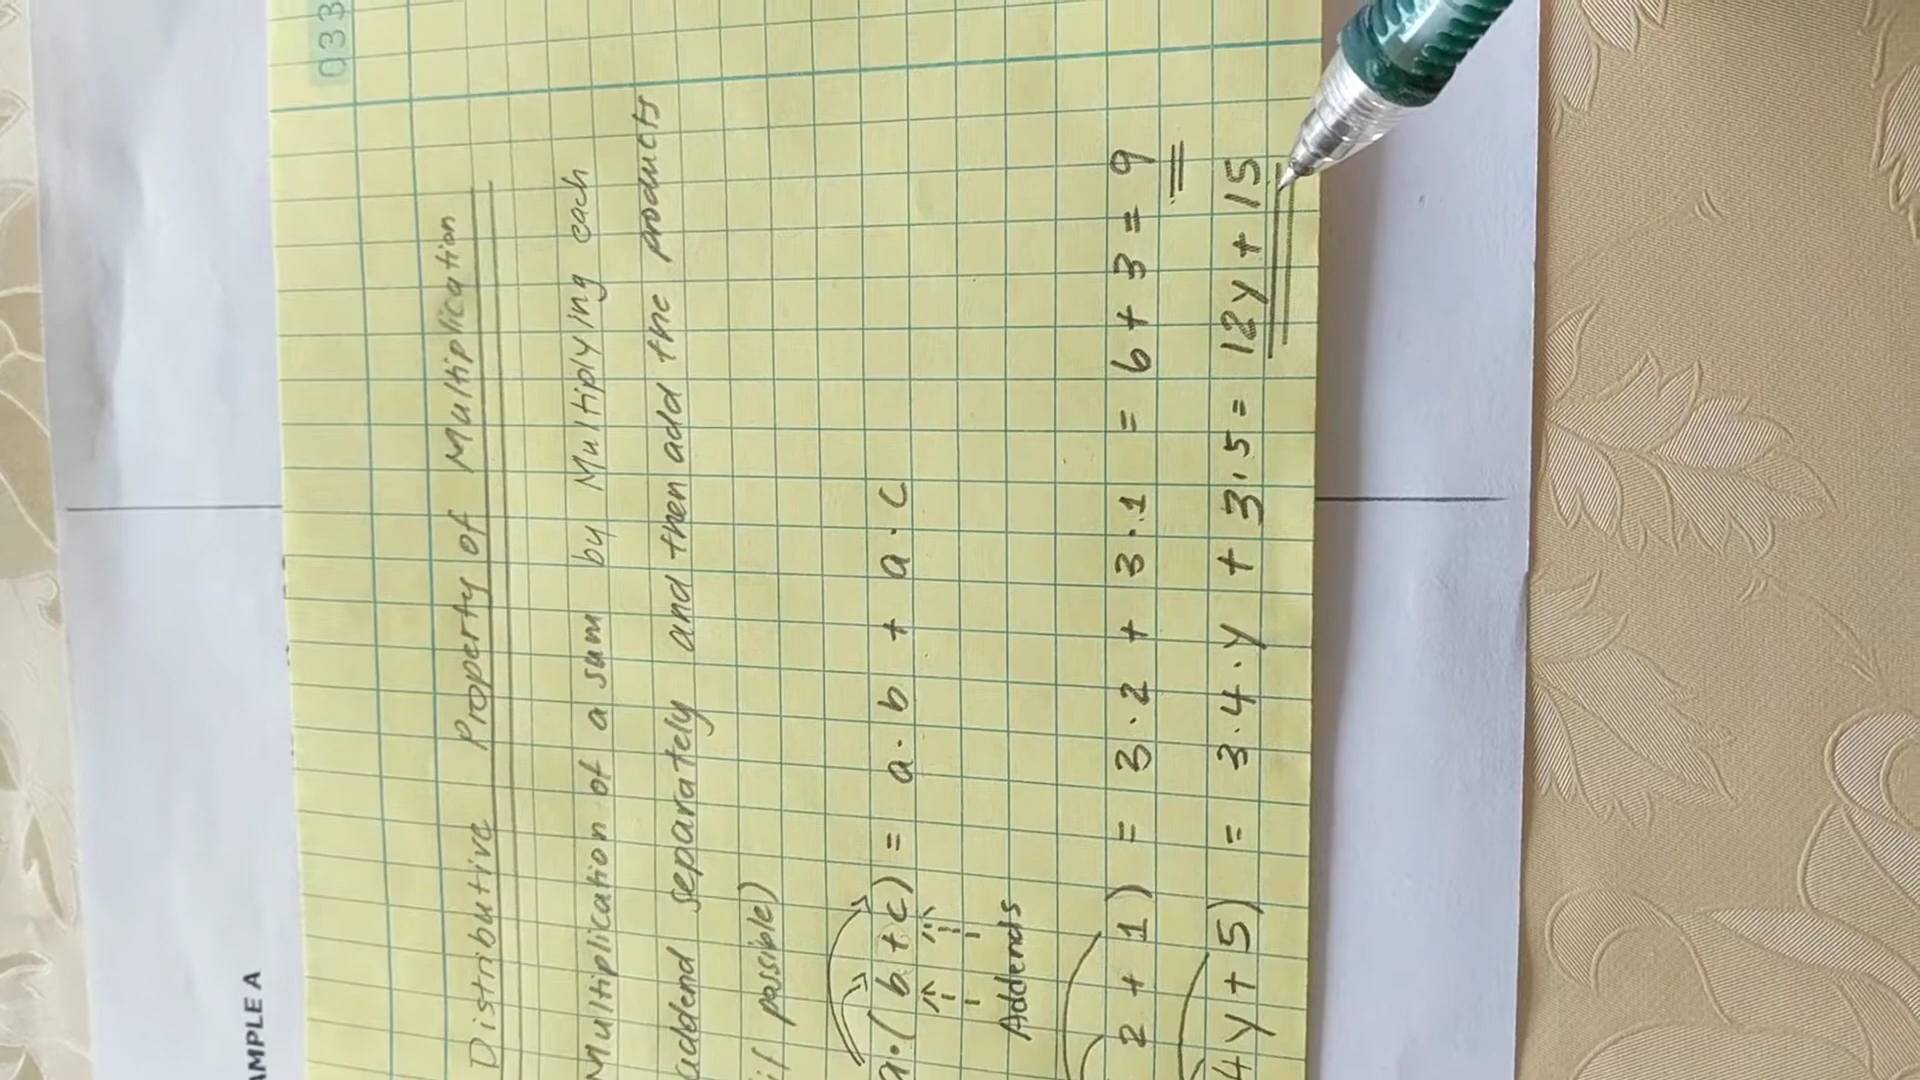 033
Distributive Property of Multiplication
Multiplication of a sum by Multiplying each
addend separately and then add the products
if possible)
a·(b+c) = a·b + a·c
Addends
2 + 1) = 3·2 + 3·1 = 6 + 3 = 9
4y + 5) = 3·4·y + 3·5 = 12y + 15
AMPLE A